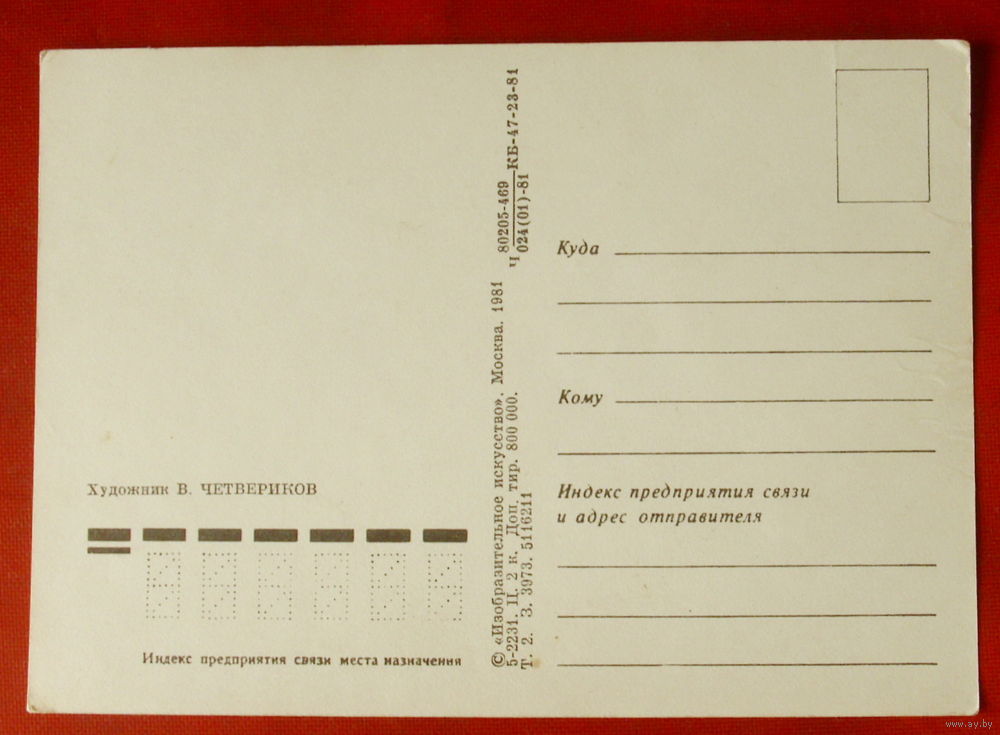 Художник В. ЧЕТВЕРИКОВ
Индекс предприятия связи места назначения
© «Изобразительное искусство». Москва. 1981
5-2231. Ц. 2 к. Доп. тир. 800 000.
Т. 2. З. 3973. 5116211
Ч 80205-469
024(01)-81
КБ-47-23-81
Куда
Кому
Индекс предприятия связи
и адрес отправителя
www.ay.by